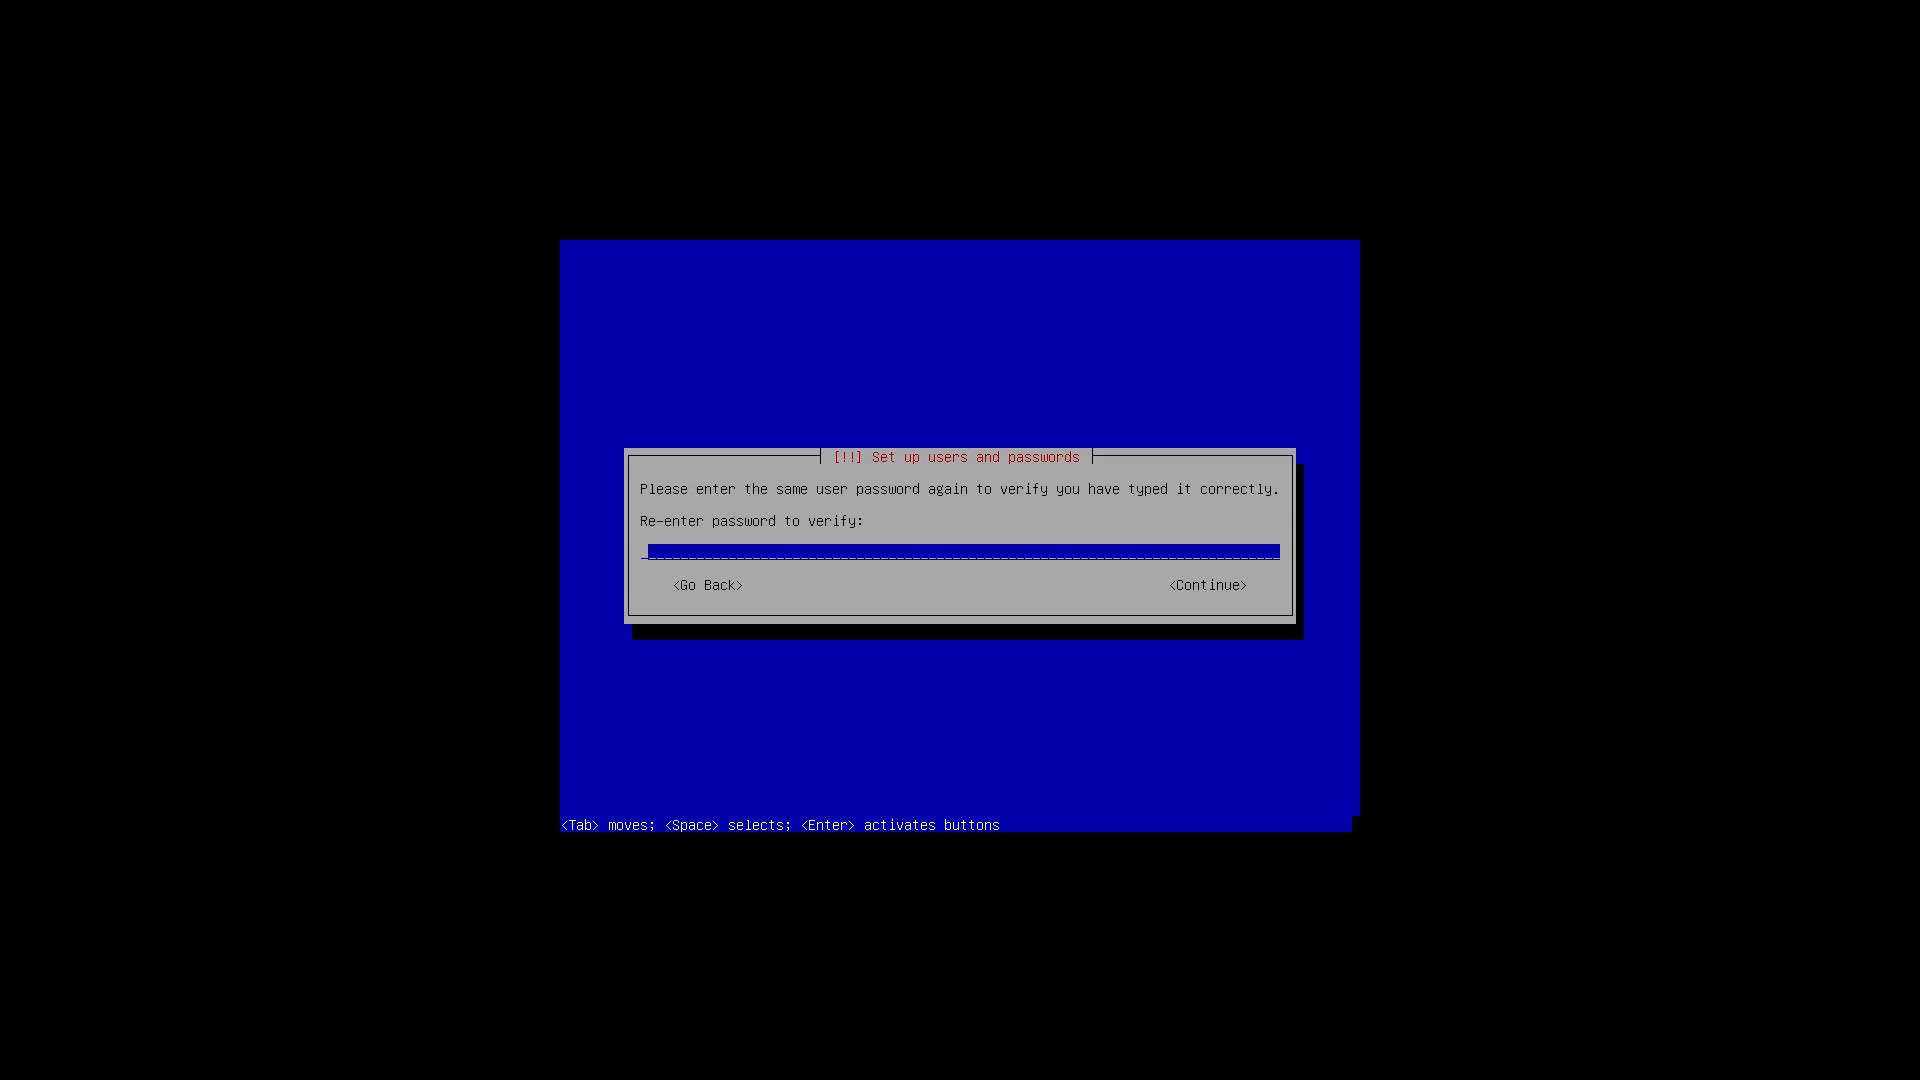 [!!] Set up users and passwords
Please enter the same user password again to verify you have typed it correctly.
Re-enter password to verify:
<Go Back> <Continue>
<Tab> moves; <Space> selects; <Enter> activates buttons